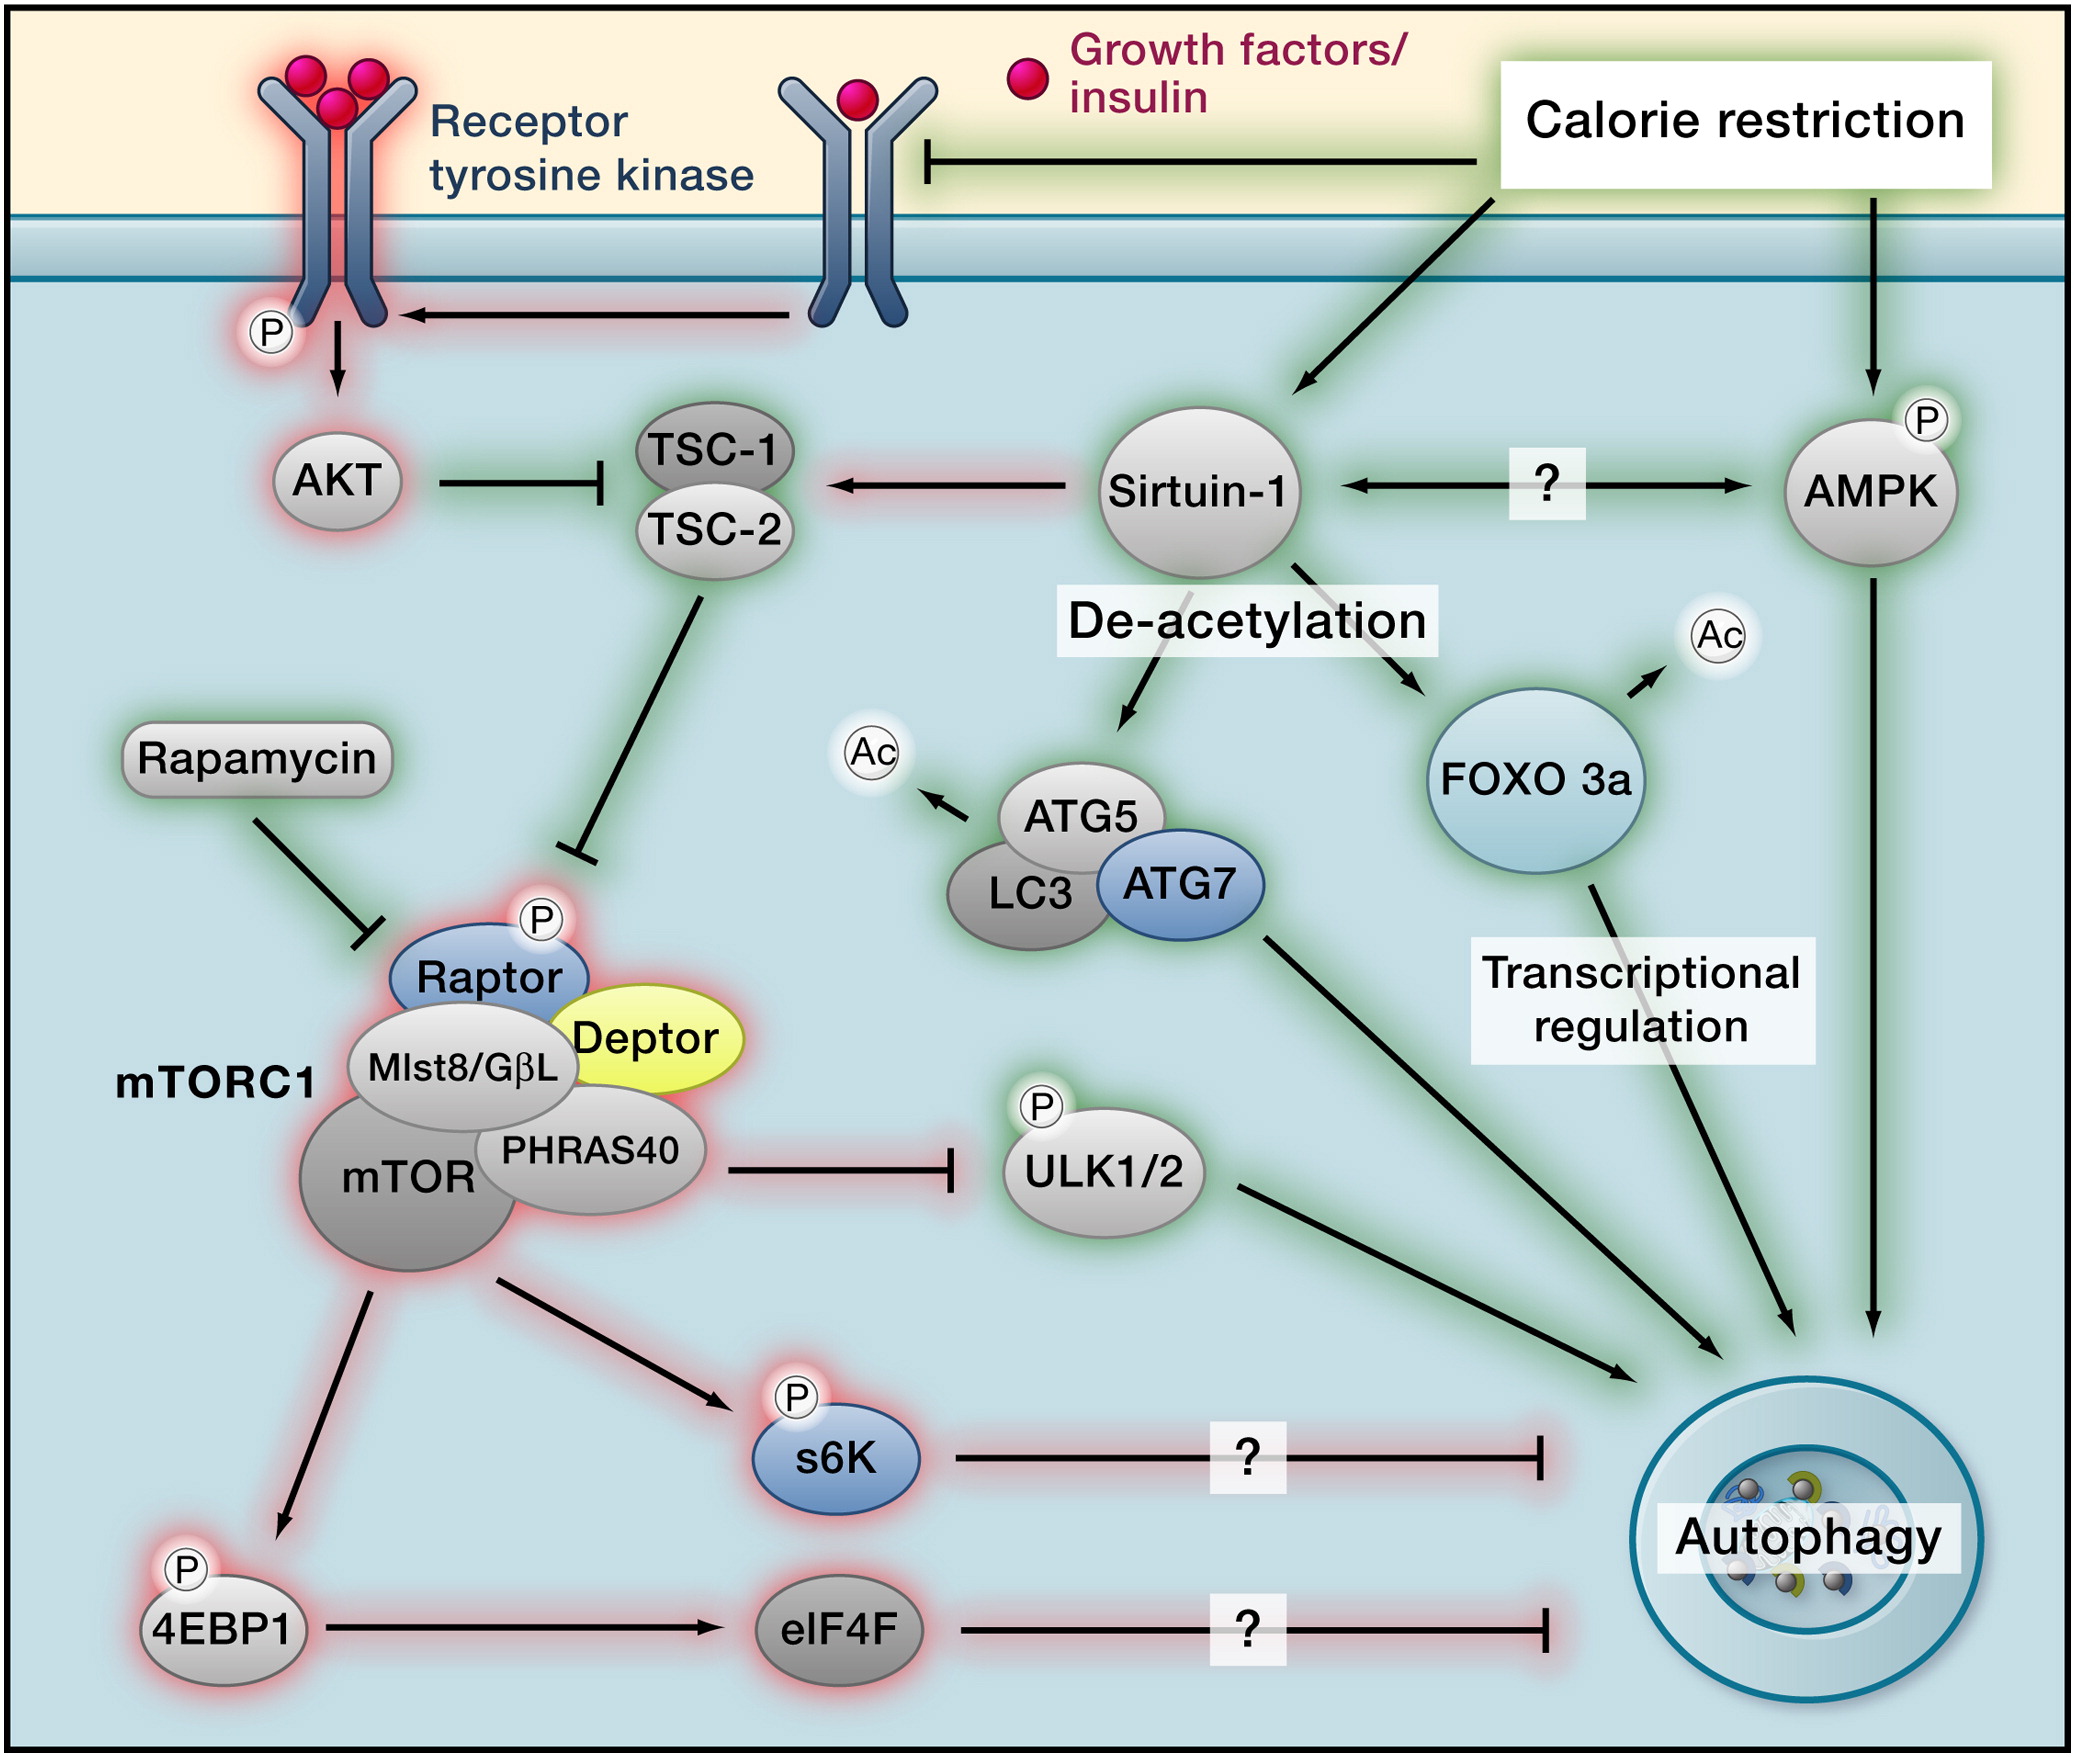 Growth factors/
insulin
Calorie restriction
Receptor
tyrosine kinase
P
AKT
TSC-1
TSC-2
Sirtuin-1
?
P
AMPK
De-acetylation
Ac
Rapamycin
Ac
ATG5
LC3
ATG7
FOXO 3a
P
Raptor
Deptor
Mlst8/GβL
mTORC1
mTOR
PHRAS40
Transcriptional
regulation
P
ULK1/2
P
s6K
?
Autophagy
P
4EBP1
eIF4F
?